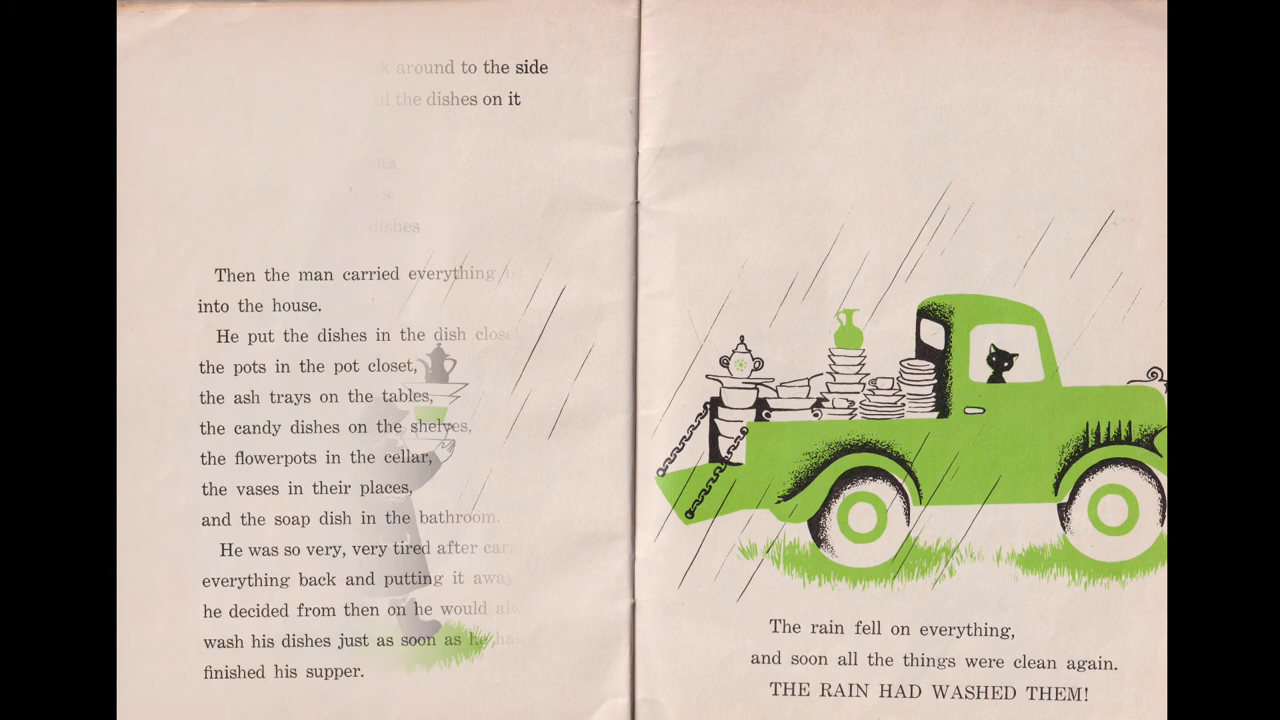 around to the side
the dishes on it
dishes
Then the man carried everything
into the house.
He put the dishes in the dish closet
the pots in the pot closet,
the ash trays on the tables,
the candy dishes on the shelves,
the flowerpots in the cellar,
the vases in their places,
and the soap dish in the bathroom.
He was so very, very tired after
everything back and putting it away
he decided from then on he would
wash his dishes just as soon as he
finished his supper.
The rain fell on everything,
and soon all the things were clean again.
THE RAIN HAD WASHED THEM!